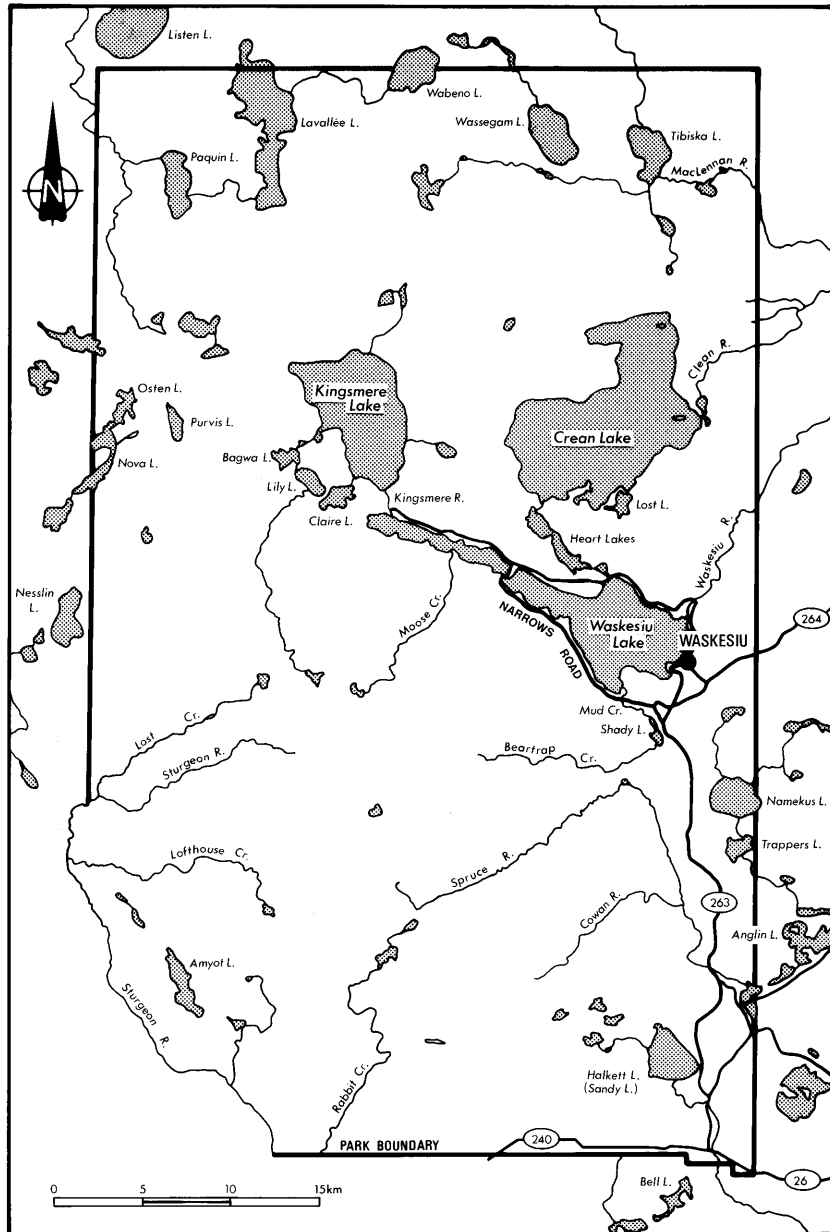 Listen L.
Wabeno L.
Lavallée L.
Wassegam L.
Tibiska L.
Paquin L.
MacLennan R.
N
Clean R.
Kingsmere
Lake
Osten L.
Purvis L.
Crean Lake
Bagwa L.
Nova L.
Lily L.
Kingsmere R.
Lost L.
Claire L.
Heart Lakes
Waskesiu R.
Nesslin
L.
Moose Cr.
NARROWS
ROAD
Waskesiu
Lake
WASKESIU
264
Lost Cr.
Mud Cr.
Shady L.
Sturgeon R.
Beartrap Cr.
Namekus L.
Trappers L.
Lofthouse Cr.
Spruce R.
Cowan R.
263
Anglin L.
Amyot L.
Sturgeon R.
Rabbit Cr.
Halkett L.
(Sandy L.)
PARK BOUNDARY
240
26
Bell L.
0 5 10 15km